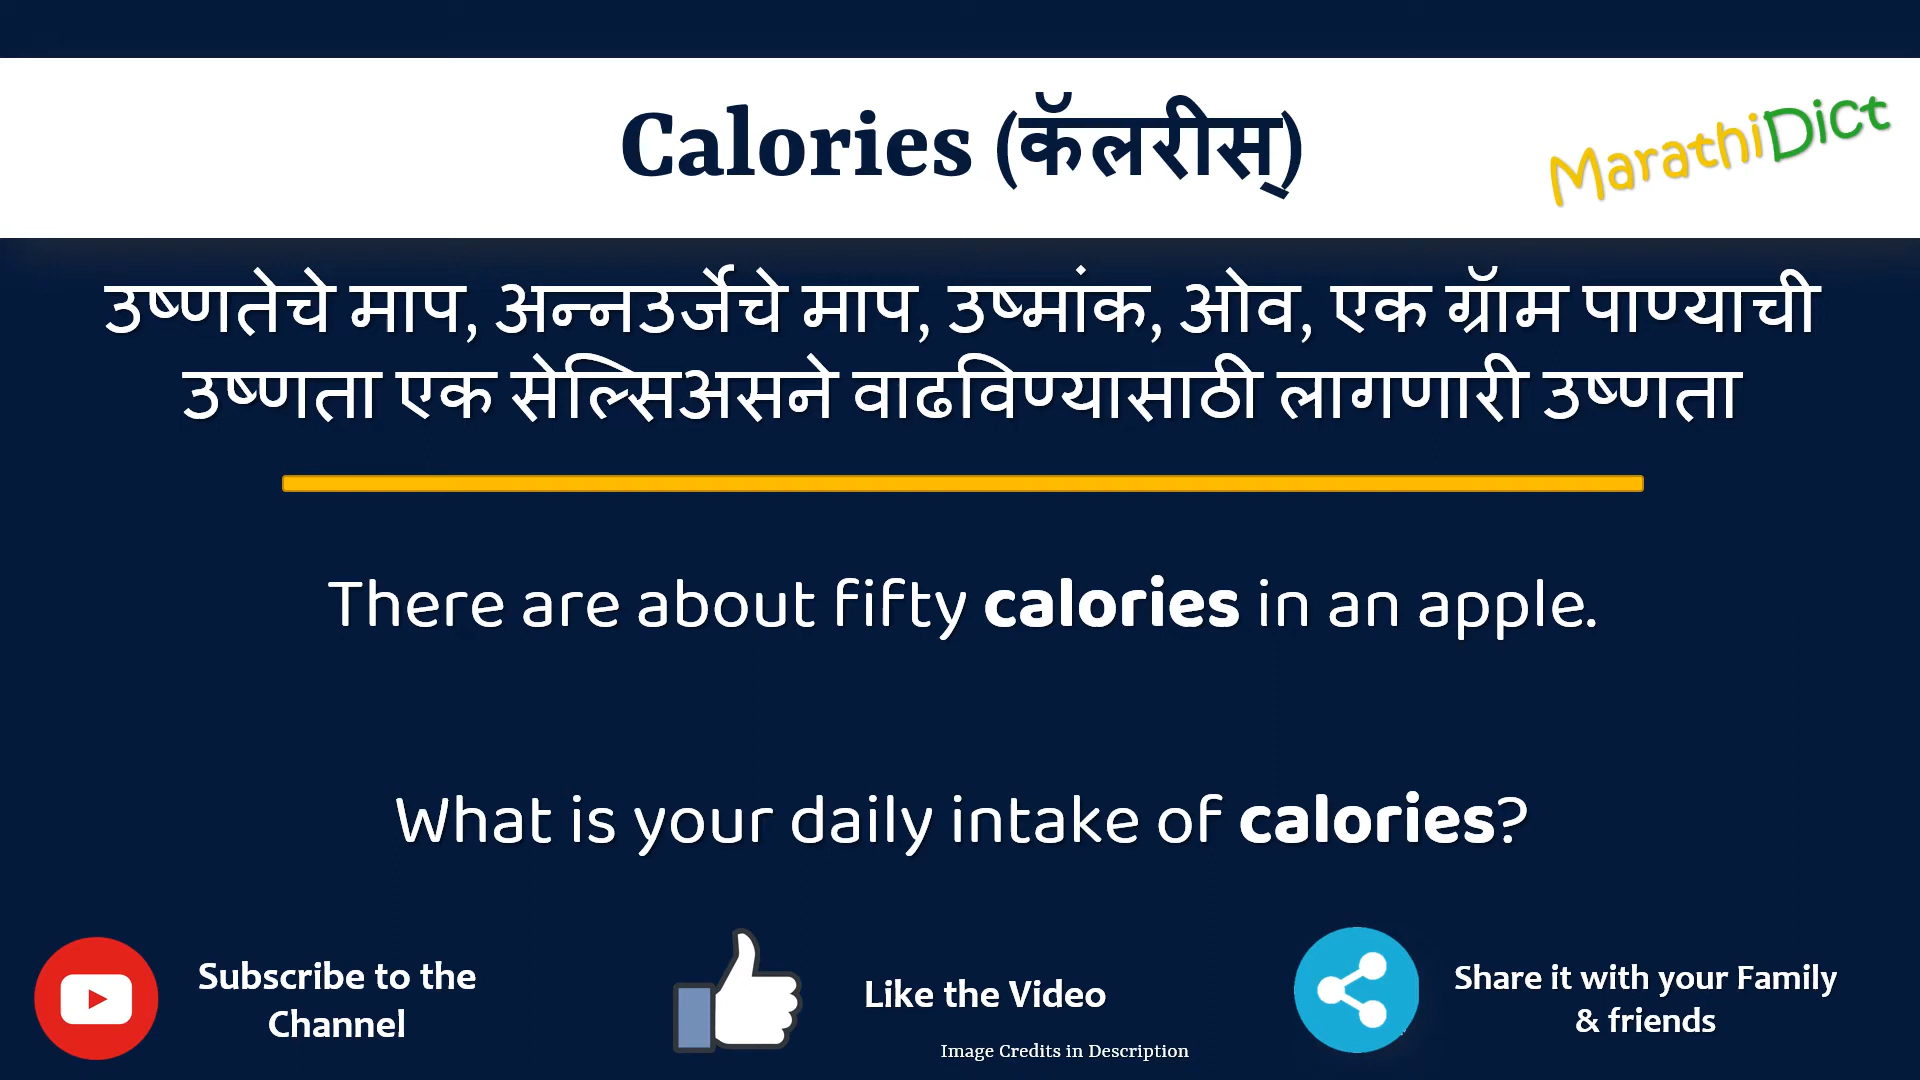 Calories (कॅलरीस्)
MarathiDict
उष्णतेचे माप, अन्नउर्जेचे माप, उष्मांक, ओव, एक ग्रॅम पाण्याची
उष्णता एक सेल्सिअसने वाढविण्यासाठी लागणारी उष्णता
There are about fifty calories in an apple.
What is your daily intake of calories?
Subscribe to the
Channel
Like the Video
Share it with your Family
& friends
Image Credits in Description